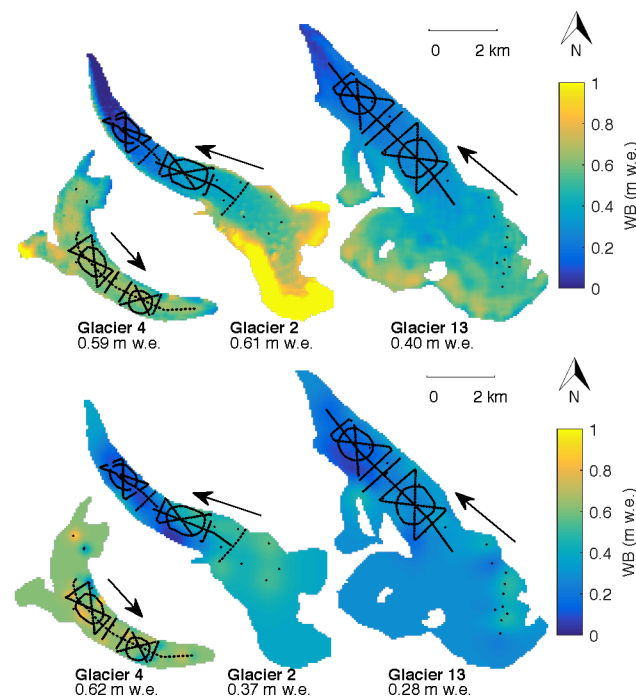 0 2 km
N
1
0.8
0.6
0.4
0.2
0
WB (m w.e.)
Glacier 4
0.59 m w.e.
Glacier 2
0.61 m w.e.
Glacier 13
0.40 m w.e.
0 2 km
N
1
0.8
0.6
0.4
0.2
0
WB (m w.e.)
Glacier 4
0.62 m w.e.
Glacier 2
0.37 m w.e.
Glacier 13
0.28 m w.e.